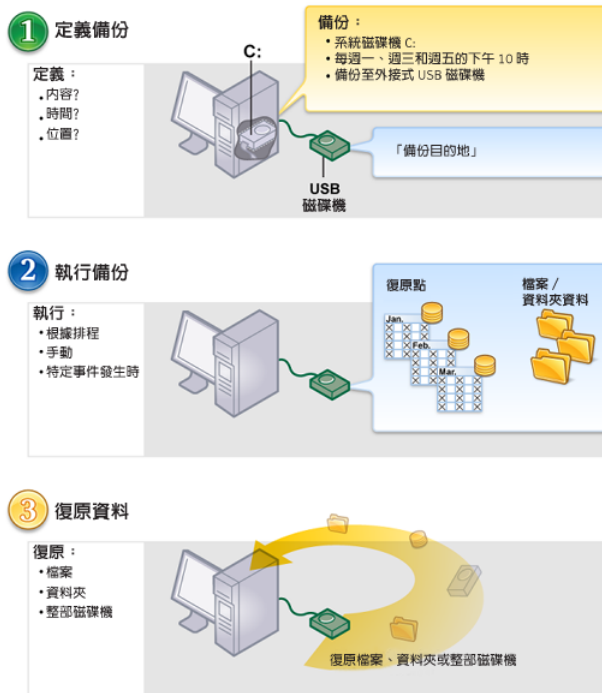 1 定義備份
備份：
• 系統磁碟機 C:
• 每週一、週三和週五的下午 10 時
• 備份至外接式 USB 磁碟機
C:
定義：
• 內容?
• 時間?
• 位置?
「備份目的地」
USB
磁碟機
2 執行備份
執行：
• 根據排程
• 手動
• 特定事件發生時
復原點
Jan.
Feb.
Mar.
檔案 /
資料夾資料
3 復原資料
復原：
• 檔案
• 資料夾
• 整部磁碟機
復原檔案、資料夾或整部磁碟機